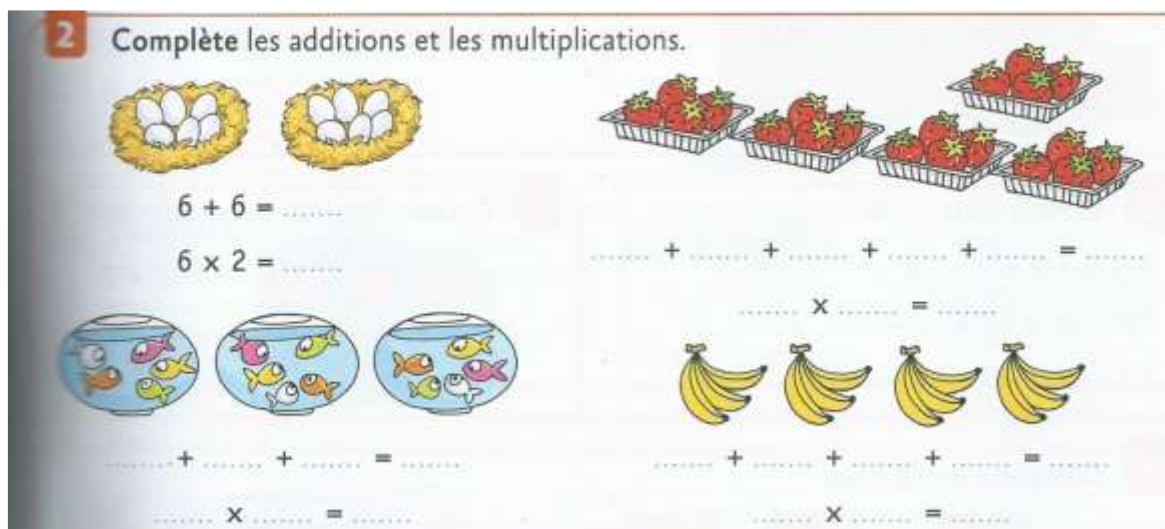 2 Complète les additions et les multiplications.
6 + 6 = .......
6 x 2 = .......
....... + ....... + ....... + ....... + ....... = .......
....... x ....... = .......
....... + ....... + ....... = .......
....... x ....... = .......
....... + ....... + ....... + ....... = .......
....... x ....... = .......